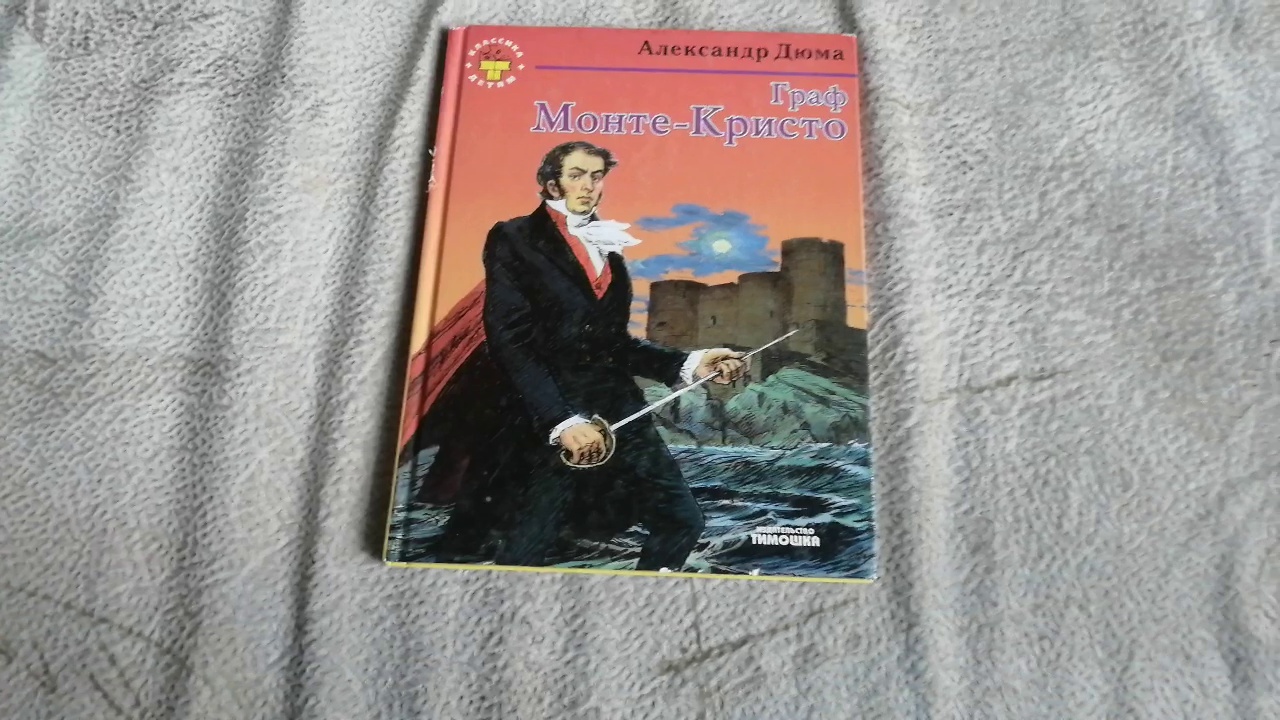 КЛАССИКА
ДЕТЯМ
Александр Дюма
Граф
Монте-Кристо
ИЗДАТЕЛЬСТВО
ТИМОШКА